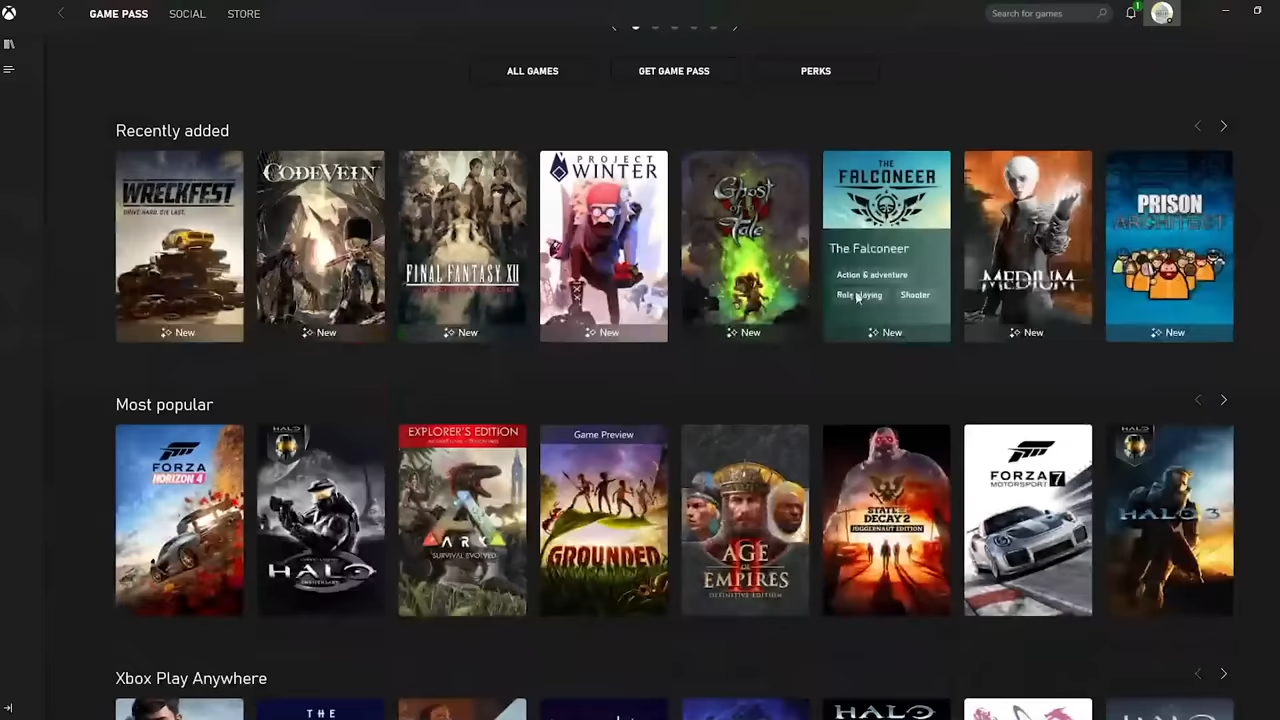 GAME PASS SOCIAL STORE Search for games 1
ALL GAMES GET GAME PASS PERKS
Recently added
WRECKFEST
DRIVE HARD. DIE LAST.
New
CODE VEIN
New
FINAL FANTASY XII
New
PROJECT
WINTER
New
Ghost
of a
Tale
New
THE
FALCONEER
The Falconeer
Action & adventure
Role playing Shooter
New
MEDIUM
New
PRISON
ARCHITECT
New
Most popular
FORZA
HORIZON 4
HALO
HALO
ANNIVERSARY
EXPLORER'S EDITION
ARK
SURVIVAL EVOLVED
Game Preview
GROUNDED
AGE
OF
EMPIRES
II
DEFINITIVE EDITION
STATE OF
DECAY 2
JUGGERNAUT EDITION
FORZA
MOTORSPORT 7
HALO
HALO 3
Xbox Play Anywhere
THE
HALO